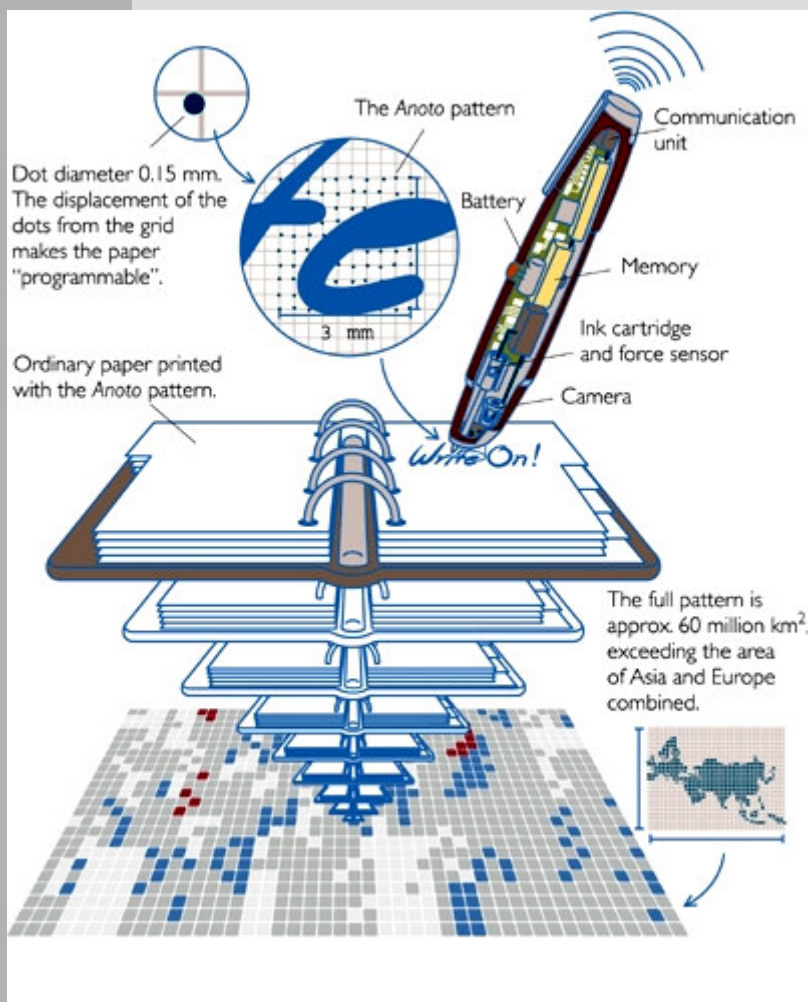 The Anoto pattern
Communication
unit
Dot diameter 0.15 mm.
The displacement of the
dots from the grid
makes the paper
“programmable”.
Battery
Memory
3 mm
Ink cartridge
and force sensor
Ordinary paper printed
with the Anoto pattern.
Camera
Write On!
The full pattern is
approx. 60 million km²,
exceeding the area
of Asia and Europe
combined.